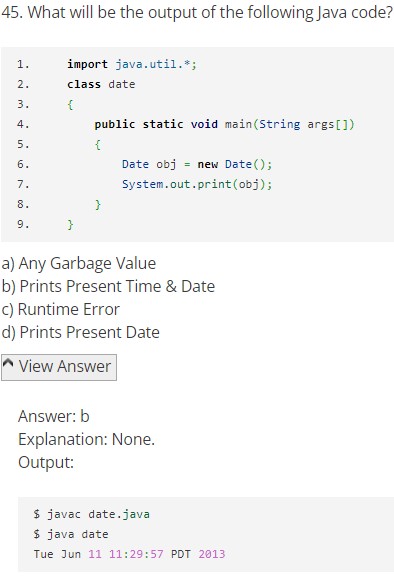 45. What will be the output of the following Java code?
1. import java.util.*;
2. class date
3. {
4. public static void main(String args[])
5. {
6. Date obj = new Date();
7. System.out.print(obj);
8. }
9. }
a) Any Garbage Value
b) Prints Present Time & Date
c) Runtime Error
d) Prints Present Date
View Answer
Answer: b
Explanation: None.
Output:
$ javac date.java
$ java date
Tue Jun 11 11:29:57 PDT 2013